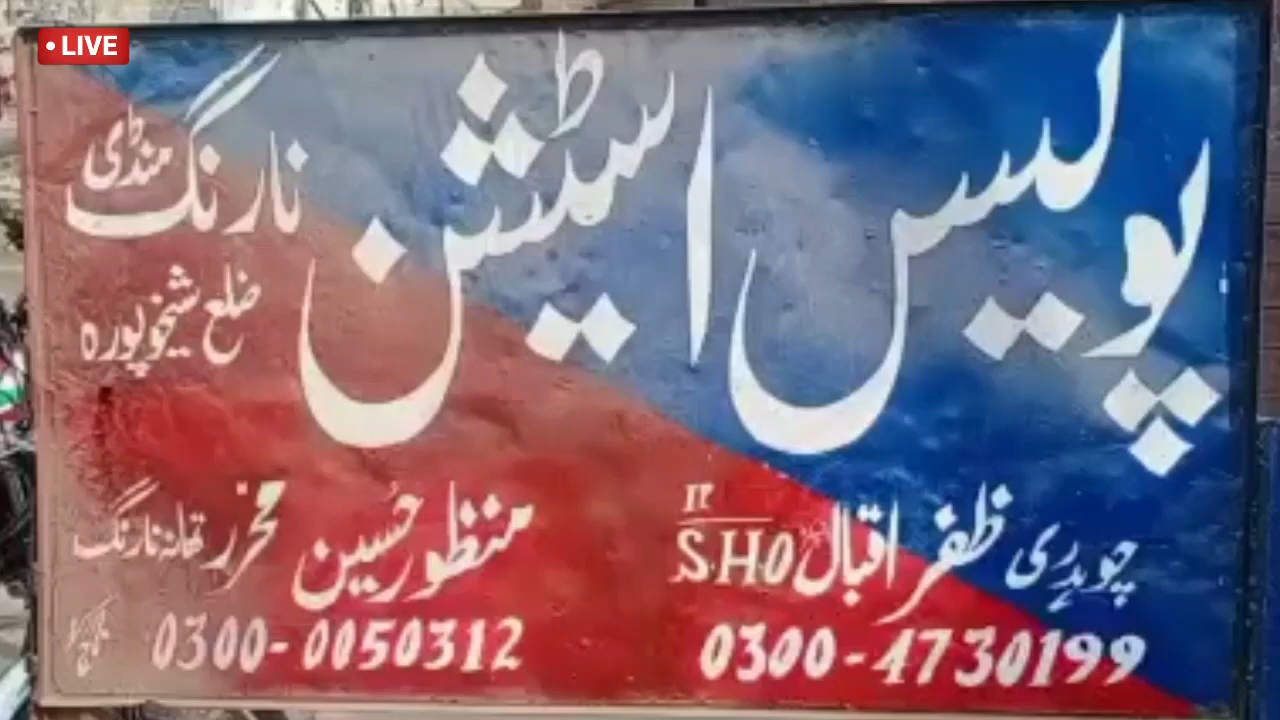 LIVE
پولیس اسٹیشن نارنگ منڈی
ضلع شیخوپورہ
چوہدری ظفر اقبال S.H.O
IP
منظور حسین محرر تھانہ نارنگ
0300-4730199
0300-0050312